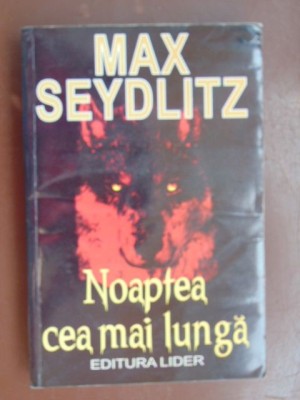 MAX
SEYDLITZ
Noaptea
cea mai lungă
EDITURA LIDER